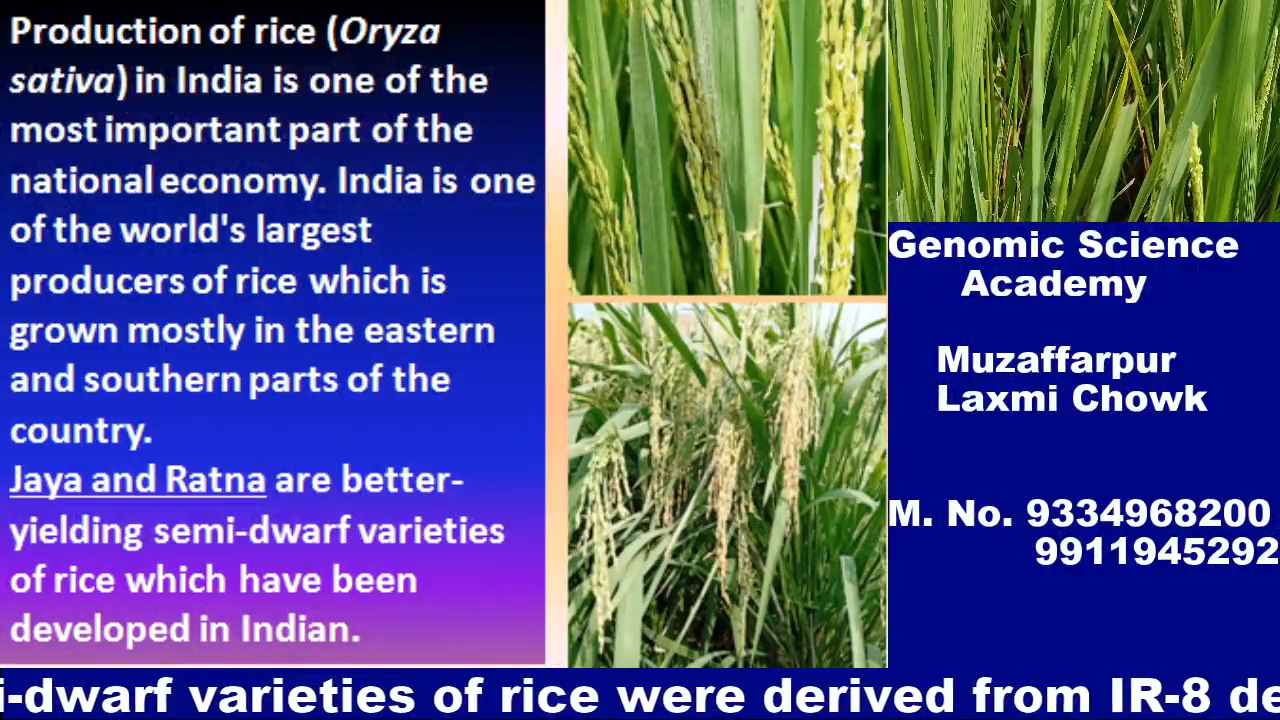 Production of rice (Oryza
sativa) in India is one of the
most important part of the
national economy. India is one
of the world's largest
producers of rice which is
grown mostly in the eastern
and southern parts of the
country.
Jaya and Ratna are better-
yielding semi-dwarf varieties
of rice which have been
developed in Indian.
Genomic Science
Academy
Muzaffarpur
Laxmi Chowk
M. No. 9334968200
9911945292
i-dwarf varieties of rice were derived from IR-8 de